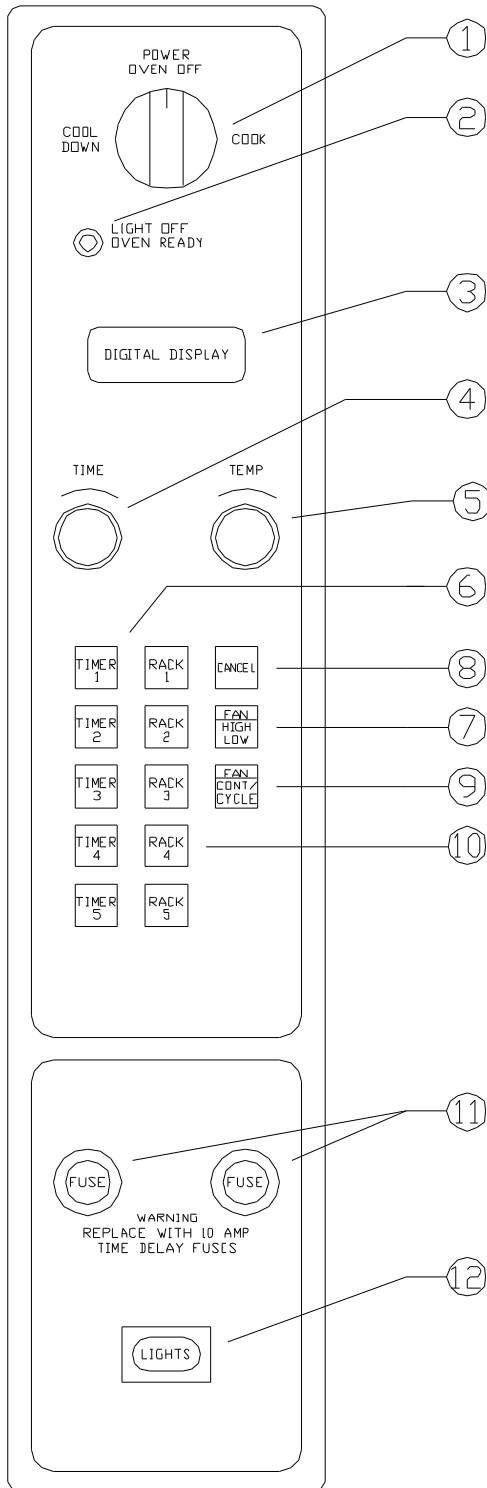 POWER
OVEN OFF
1
COOL
DOWN
COOK
2
LIGHT OFF
OVEN READY
3
DIGITAL DISPLAY
4
TIME
TEMP
5
6
TIMER
1
RACK
1
CANCEL
8
TIMER
2
RACK
2
FAN
HIGH
LOW
7
TIMER
3
RACK
3
FAN
CONT/
CYCLE
9
TIMER
4
RACK
4
10
TIMER
5
RACK
5
11
FUSE
FUSE
WARNING
REPLACE WITH 10 AMP
TIME DELAY FUSES
12
LIGHTS